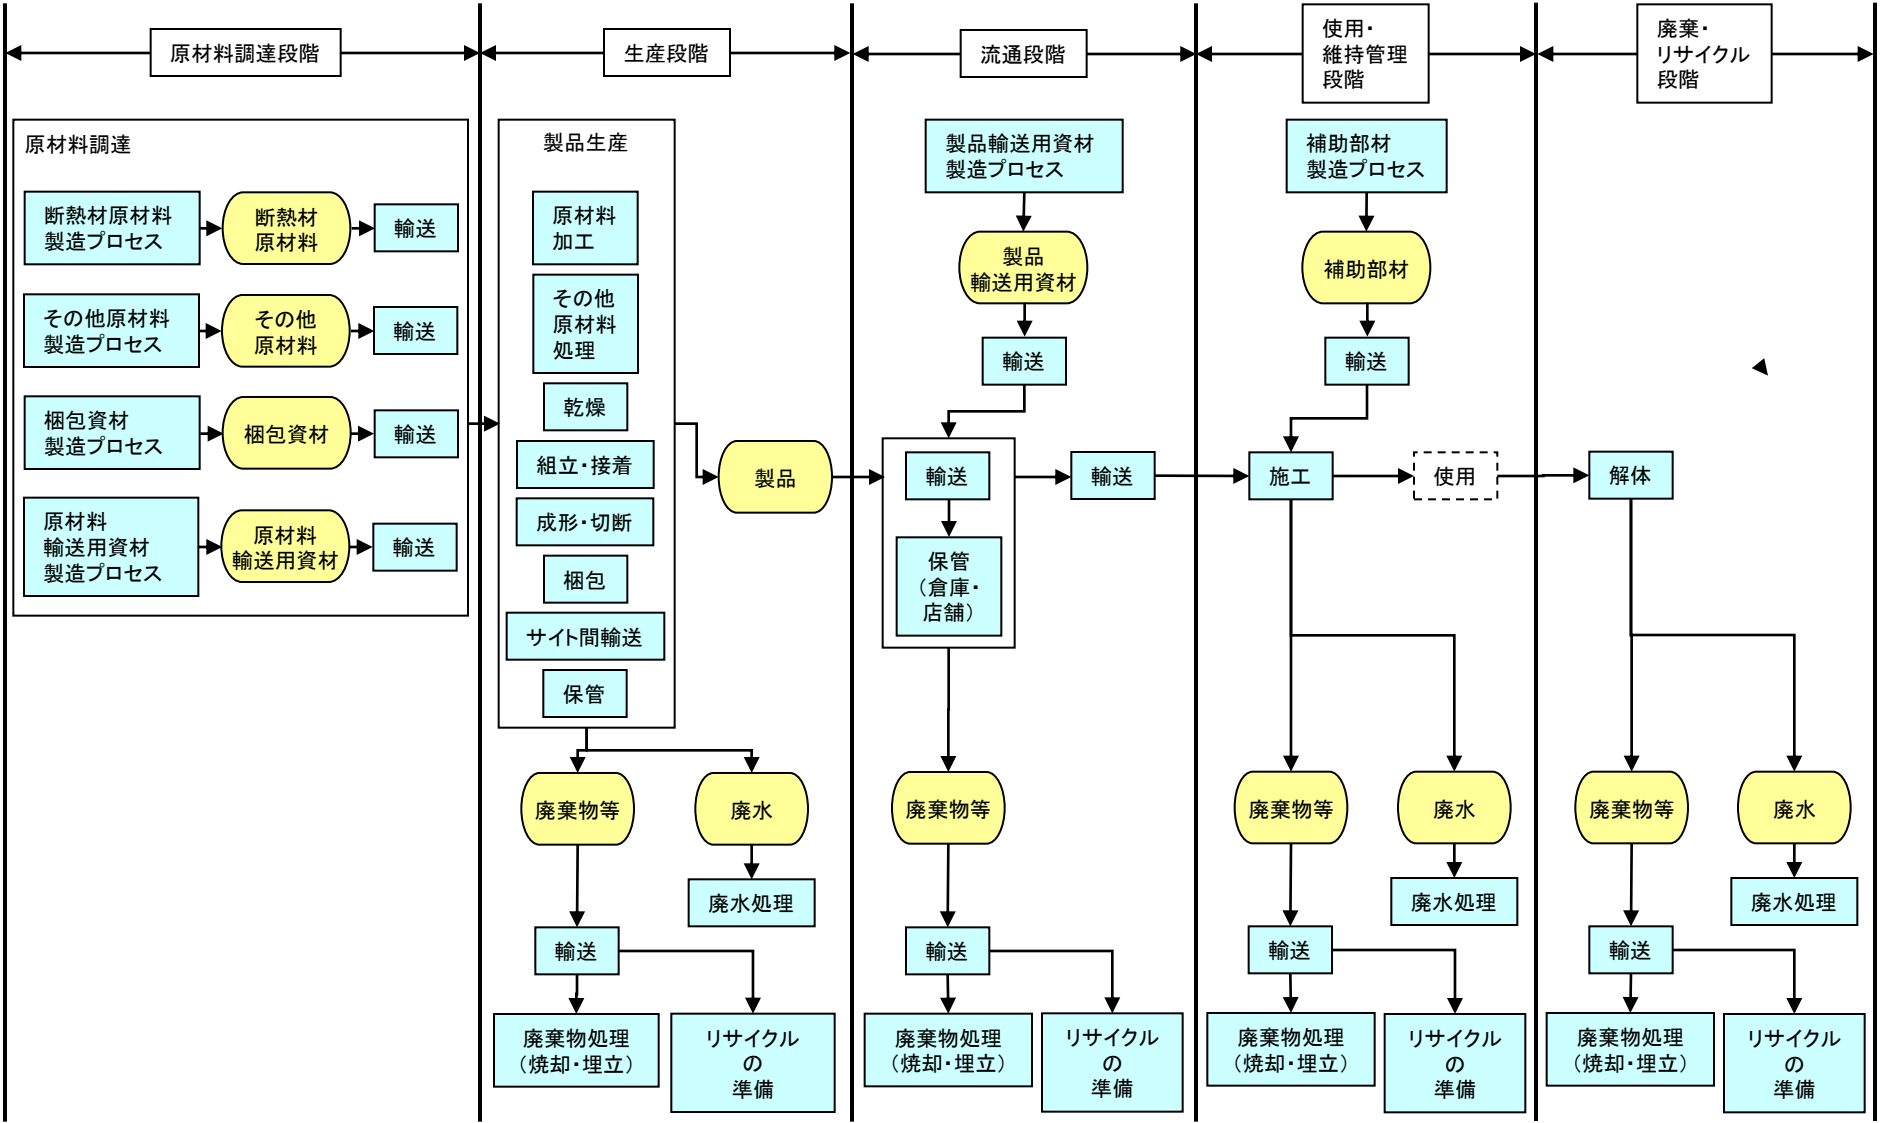 原材料調達段階
生産段階
流通段階
使用・
維持管理
段階
廃棄・
リサイクル
段階
原材料調達
断熱材原材料
製造プロセス
断熱材
原材料
輸送
その他原材料
製造プロセス
その他
原材料
輸送
梱包資材
製造プロセス
梱包資材
輸送
原材料
輸送用資材
製造プロセス
原材料
輸送用資材
輸送
製品生産
原材料
加工
その他
原材料
処理
乾燥
組立・接着
成形・切断
梱包
サイト間輸送
保管
製品
廃棄物等
廃水
廃水処理
輸送
廃棄物処理
（焼却・埋立）
リサイクル
の
準備
製品輸送用資材
製造プロセス
製品
輸送用資材
輸送
輸送
保管
（倉庫・
店舗）
輸送
廃棄物等
輸送
廃棄物処理
（焼却・埋立）
リサイクル
の
準備
補助部材
製造プロセス
補助部材
輸送
施工
使用
廃棄物等
廃水
廃水処理
輸送
廃棄物処理
（焼却・埋立）
リサイクル
の
準備
解体
廃棄物等
廃水
廃水処理
輸送
廃棄物処理
（焼却・埋立）
リサイクル
の
準備